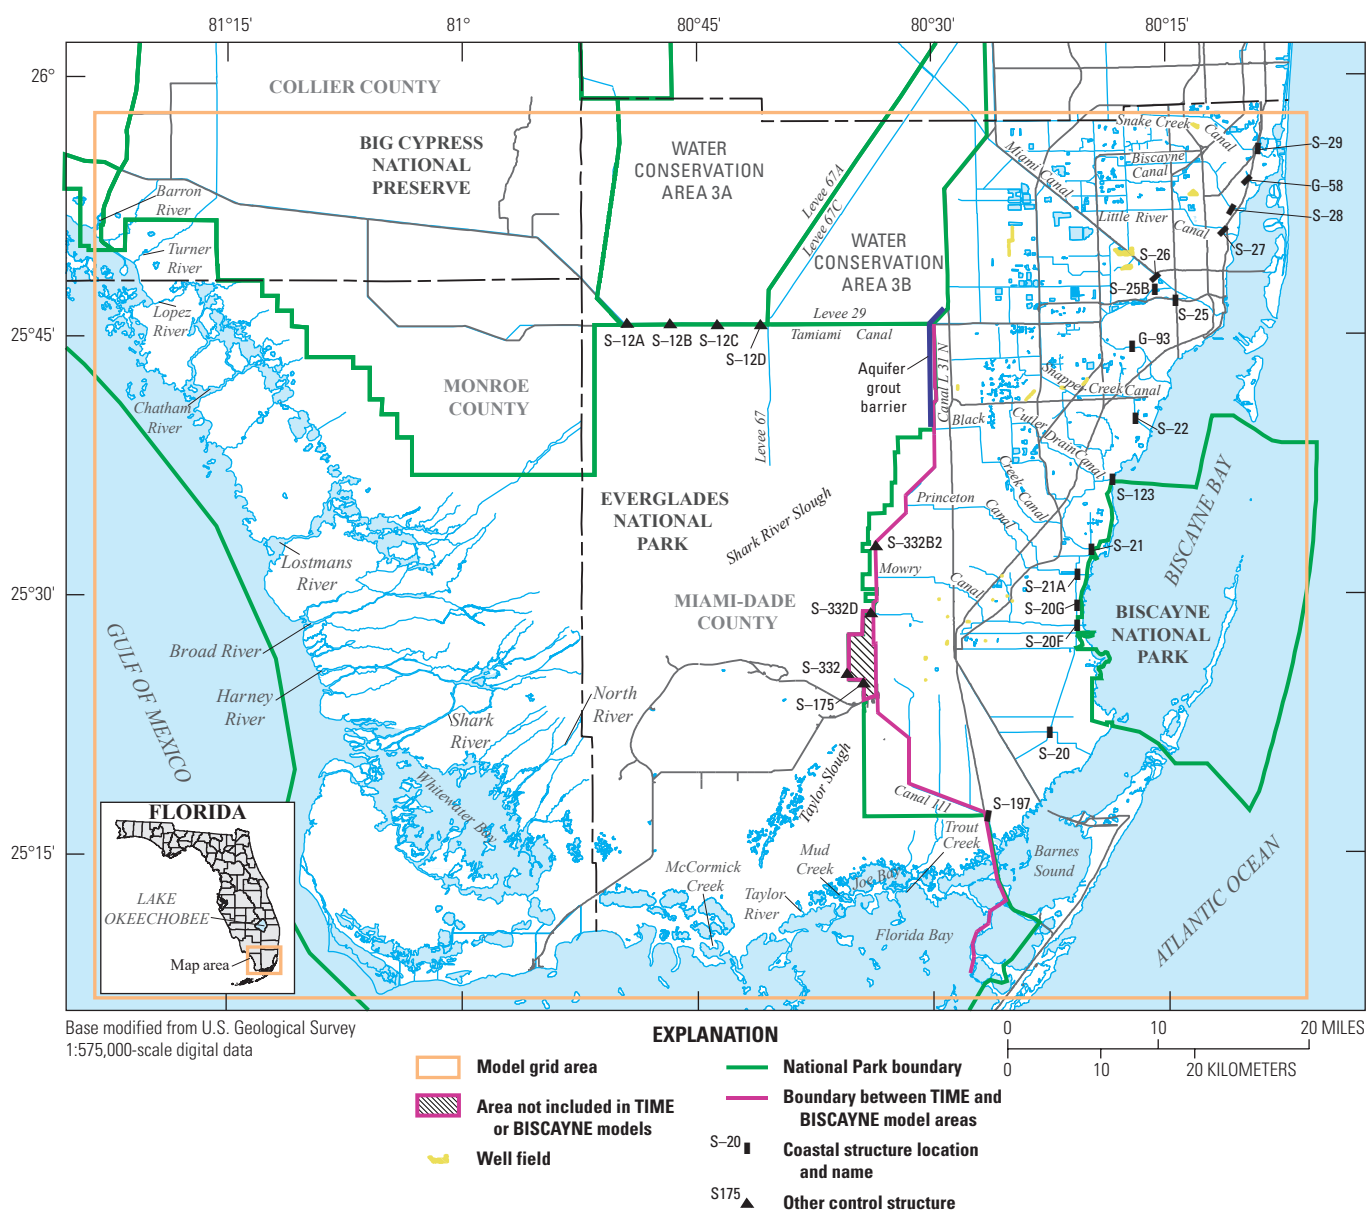 81°15'
81°
80°45'
80°30'
80°15'
26°
25°45'
25°30'
25°15'
COLLIER COUNTY
BIG CYPRESS
NATIONAL
PRESERVE
WATER
CONSERVATION
AREA 3A
Levee 67A
Levee 67C
WATER
CONSERVATION
AREA 3B
Snake Creek
Canal
Miami Canal
Biscayne
Canal
Little River
Canal
S–29
G–58
S–28
S–27
S–26
S–25B
S–25
G–93
Barron
River
Turner
River
Lopez
River
Chatham
River
MONROE
COUNTY
S–12A
S–12B
S–12C
S–12D
Levee 29
Tamiami
Canal
Levee 67
Aquifer
grout
barrier
Canal L 31 N
Snapper Creek
Canal
Black
Cutler Drain
Canal
Creek Canal
S–22
S–123
Princeton
Canal
EVERGLADES
NATIONAL
PARK
Shark River Slough
S–332B2
Mowry
Canal
S–21
S–21A
S–20G
S–20F
BISCAYNE BAY
BISCAYNE
NATIONAL
PARK
MIAMI-DADE
COUNTY
S–332D
S–332
S–175
Lostmans
River
Broad River
Harney
River
Shark
River
North
River
Whitewater Bay
GULF OF MEXICO
Taylor Slough
Canal 111
S–20
S–197
Trout
Creek
Mud
Creek
Joe Bay
McCormick
Creek
Taylor
River
Florida Bay
Barnes
Sound
ATLANTIC OCEAN
FLORIDA
LAKE
OKEECHOBEE
Map area
Base modified from U.S. Geological Survey
1:575,000-scale digital data
0
10
20 MILES
0
10
20 KILOMETERS
EXPLANATION
Model grid area
Area not included in TIME
or BISCAYNE models
Well field
National Park boundary
Boundary between TIME and
BISCAYNE model areas
S–20
Coastal structure location
and name
S175
Other control structure